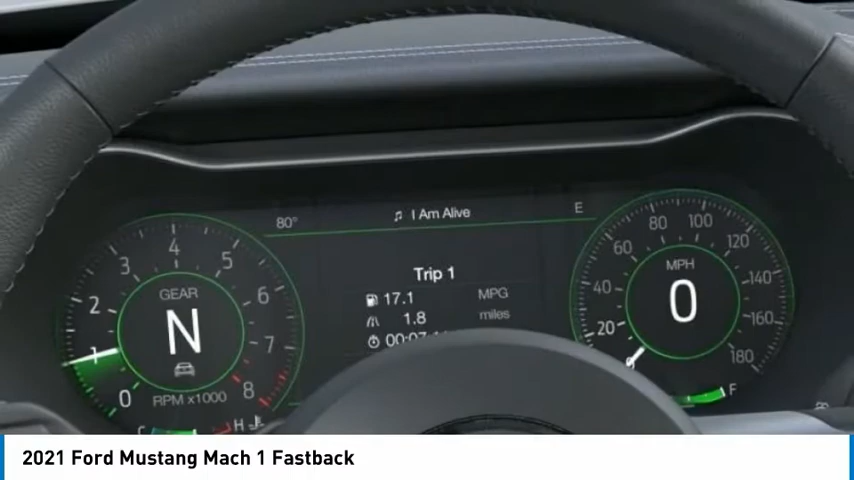 80° ♫ I Am Alive E
Trip 1
17.1 MPG
1.8 miles
GEAR
N
0 1 2 3 4 5 6 7 8
RPM x1000
C H
MPH
0
0 20 40 60 80 100 120 140 160 180
F
2021 Ford Mustang Mach 1 Fastback